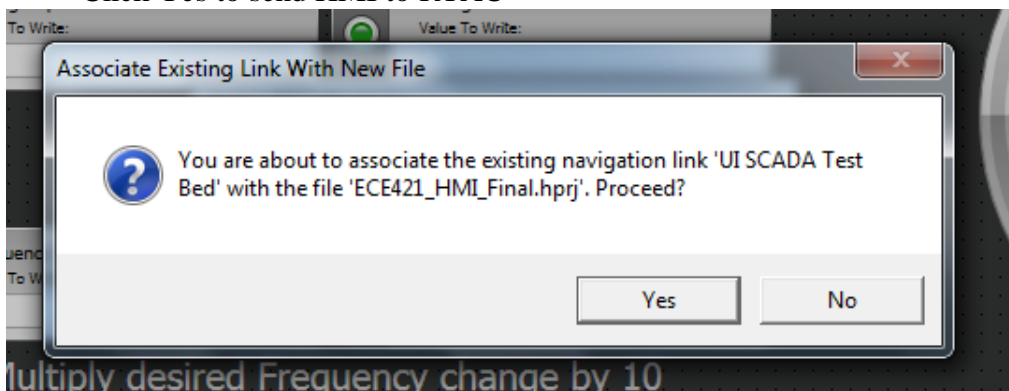 To Write:
Value To Write:
Associate Existing Link With New File
You are about to associate the existing navigation link 'UI SCADA Test
Bed' with the file 'ECE421_HMI_Final.hprj'. Proceed?
To W
Yes No
Multiply desired Frequency change by 10